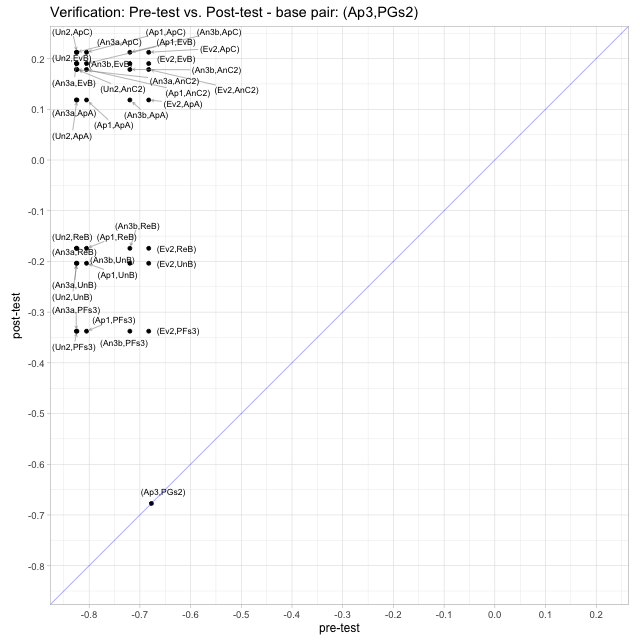 Verification: Pre-test vs. Post-test - base pair: (Ap3,PGs2)
(Un2,ApC) (Ap1,ApC) (An3b,ApC)
(An3a,ApC) (Ap1,EvB)
(Ev2,ApC)
(Un2,EvB) (An3b,EvB) (Ev2,EvB)
(An3b,AnC2)
(An3a,EvB) (An3a,AnC2)
(Un2,AnC2) (Ap1,AnC2) (Ev2,AnC2)
(Ev2,ApA)
(An3a,ApA) (An3b,ApA)
(Ap1,ApA)
(Un2,ApA)
(An3b,ReB)
(Un2,ReB) (Ap1,ReB)
(An3a,ReB) (Ev2,ReB)
(An3b,UnB) (Ev2,UnB)
(Ap1,UnB)
(An3a,UnB)
(Un2,UnB)
(An3a,PFs3)
(Ap1,PFs3)
(Ev2,PFs3)
(Un2,PFs3) (An3b,PFs3)
(Ap3,PGs2)
0.2
0.1
0.0
-0.1
-0.2
-0.3
-0.4
-0.5
-0.6
-0.7
-0.8
post-test
-0.8 -0.7 -0.6 -0.5 -0.4 -0.3 -0.2 -0.1 0.0 0.1 0.2
pre-test